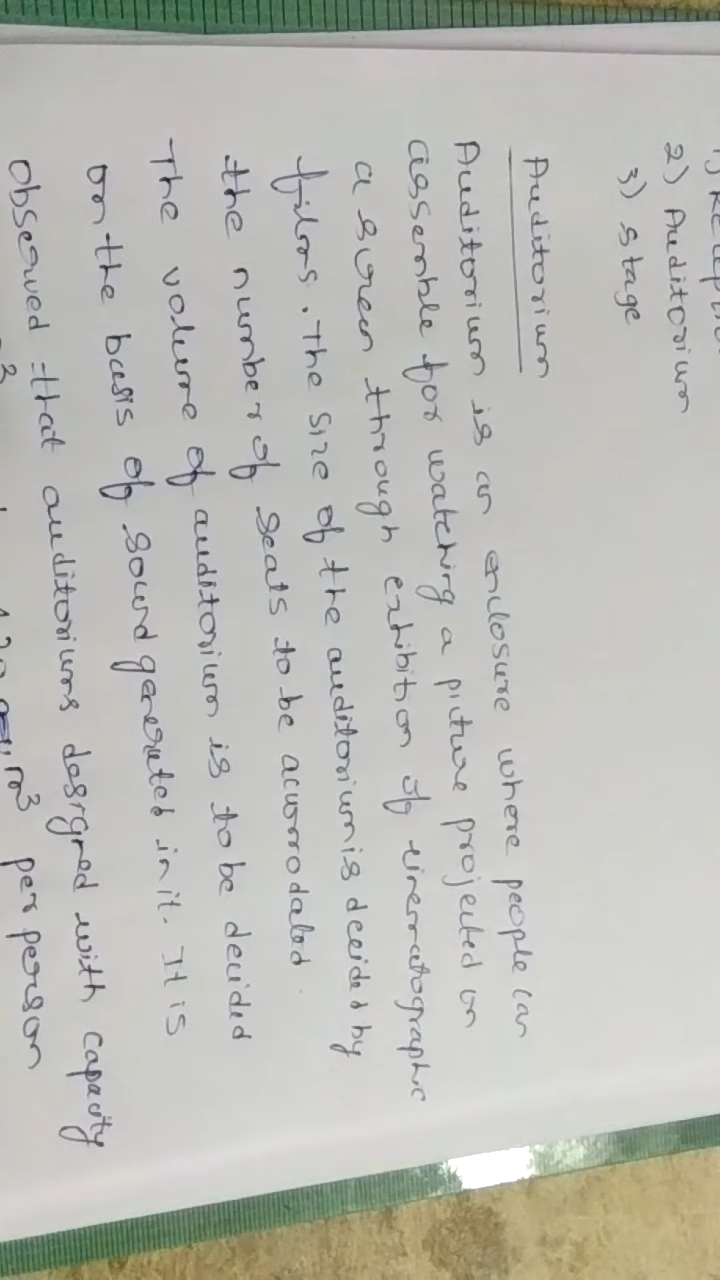 2) Auditorium
3) stage
Auditorium
Auditorium is an enclosure where people can
assemble for watching a picture projected on
a screen through exhibition of cinematographic
films. The size of the auditorium is decided by
the number of seats to be accomodated.
The volume of auditorium is to be decided
on the basis of sound generated in it. It is
observed that auditoriums designed with capacity
m³ per person